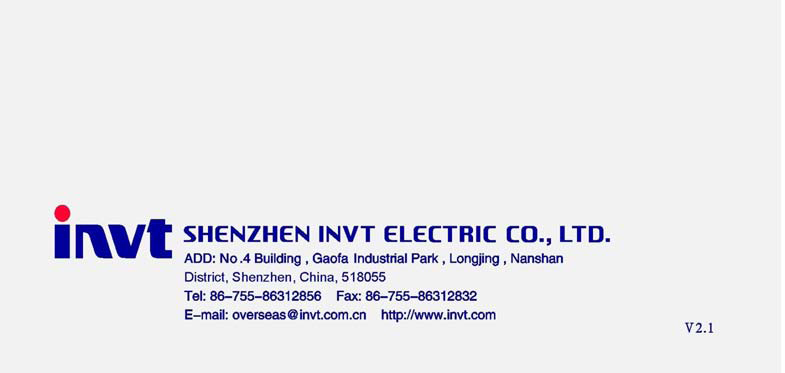 invt SHENZHEN INVT ELECTRIC CO., LTD.
ADD: No.4 Building , Gaofa Industrial Park , Longjing , Nanshan
District, Shenzhen, China, 518055
Tel: 86-755-86312856 Fax: 86-755-86312832
E-mail: overseas@invt.com.cn http://www.invt.com
V2.1